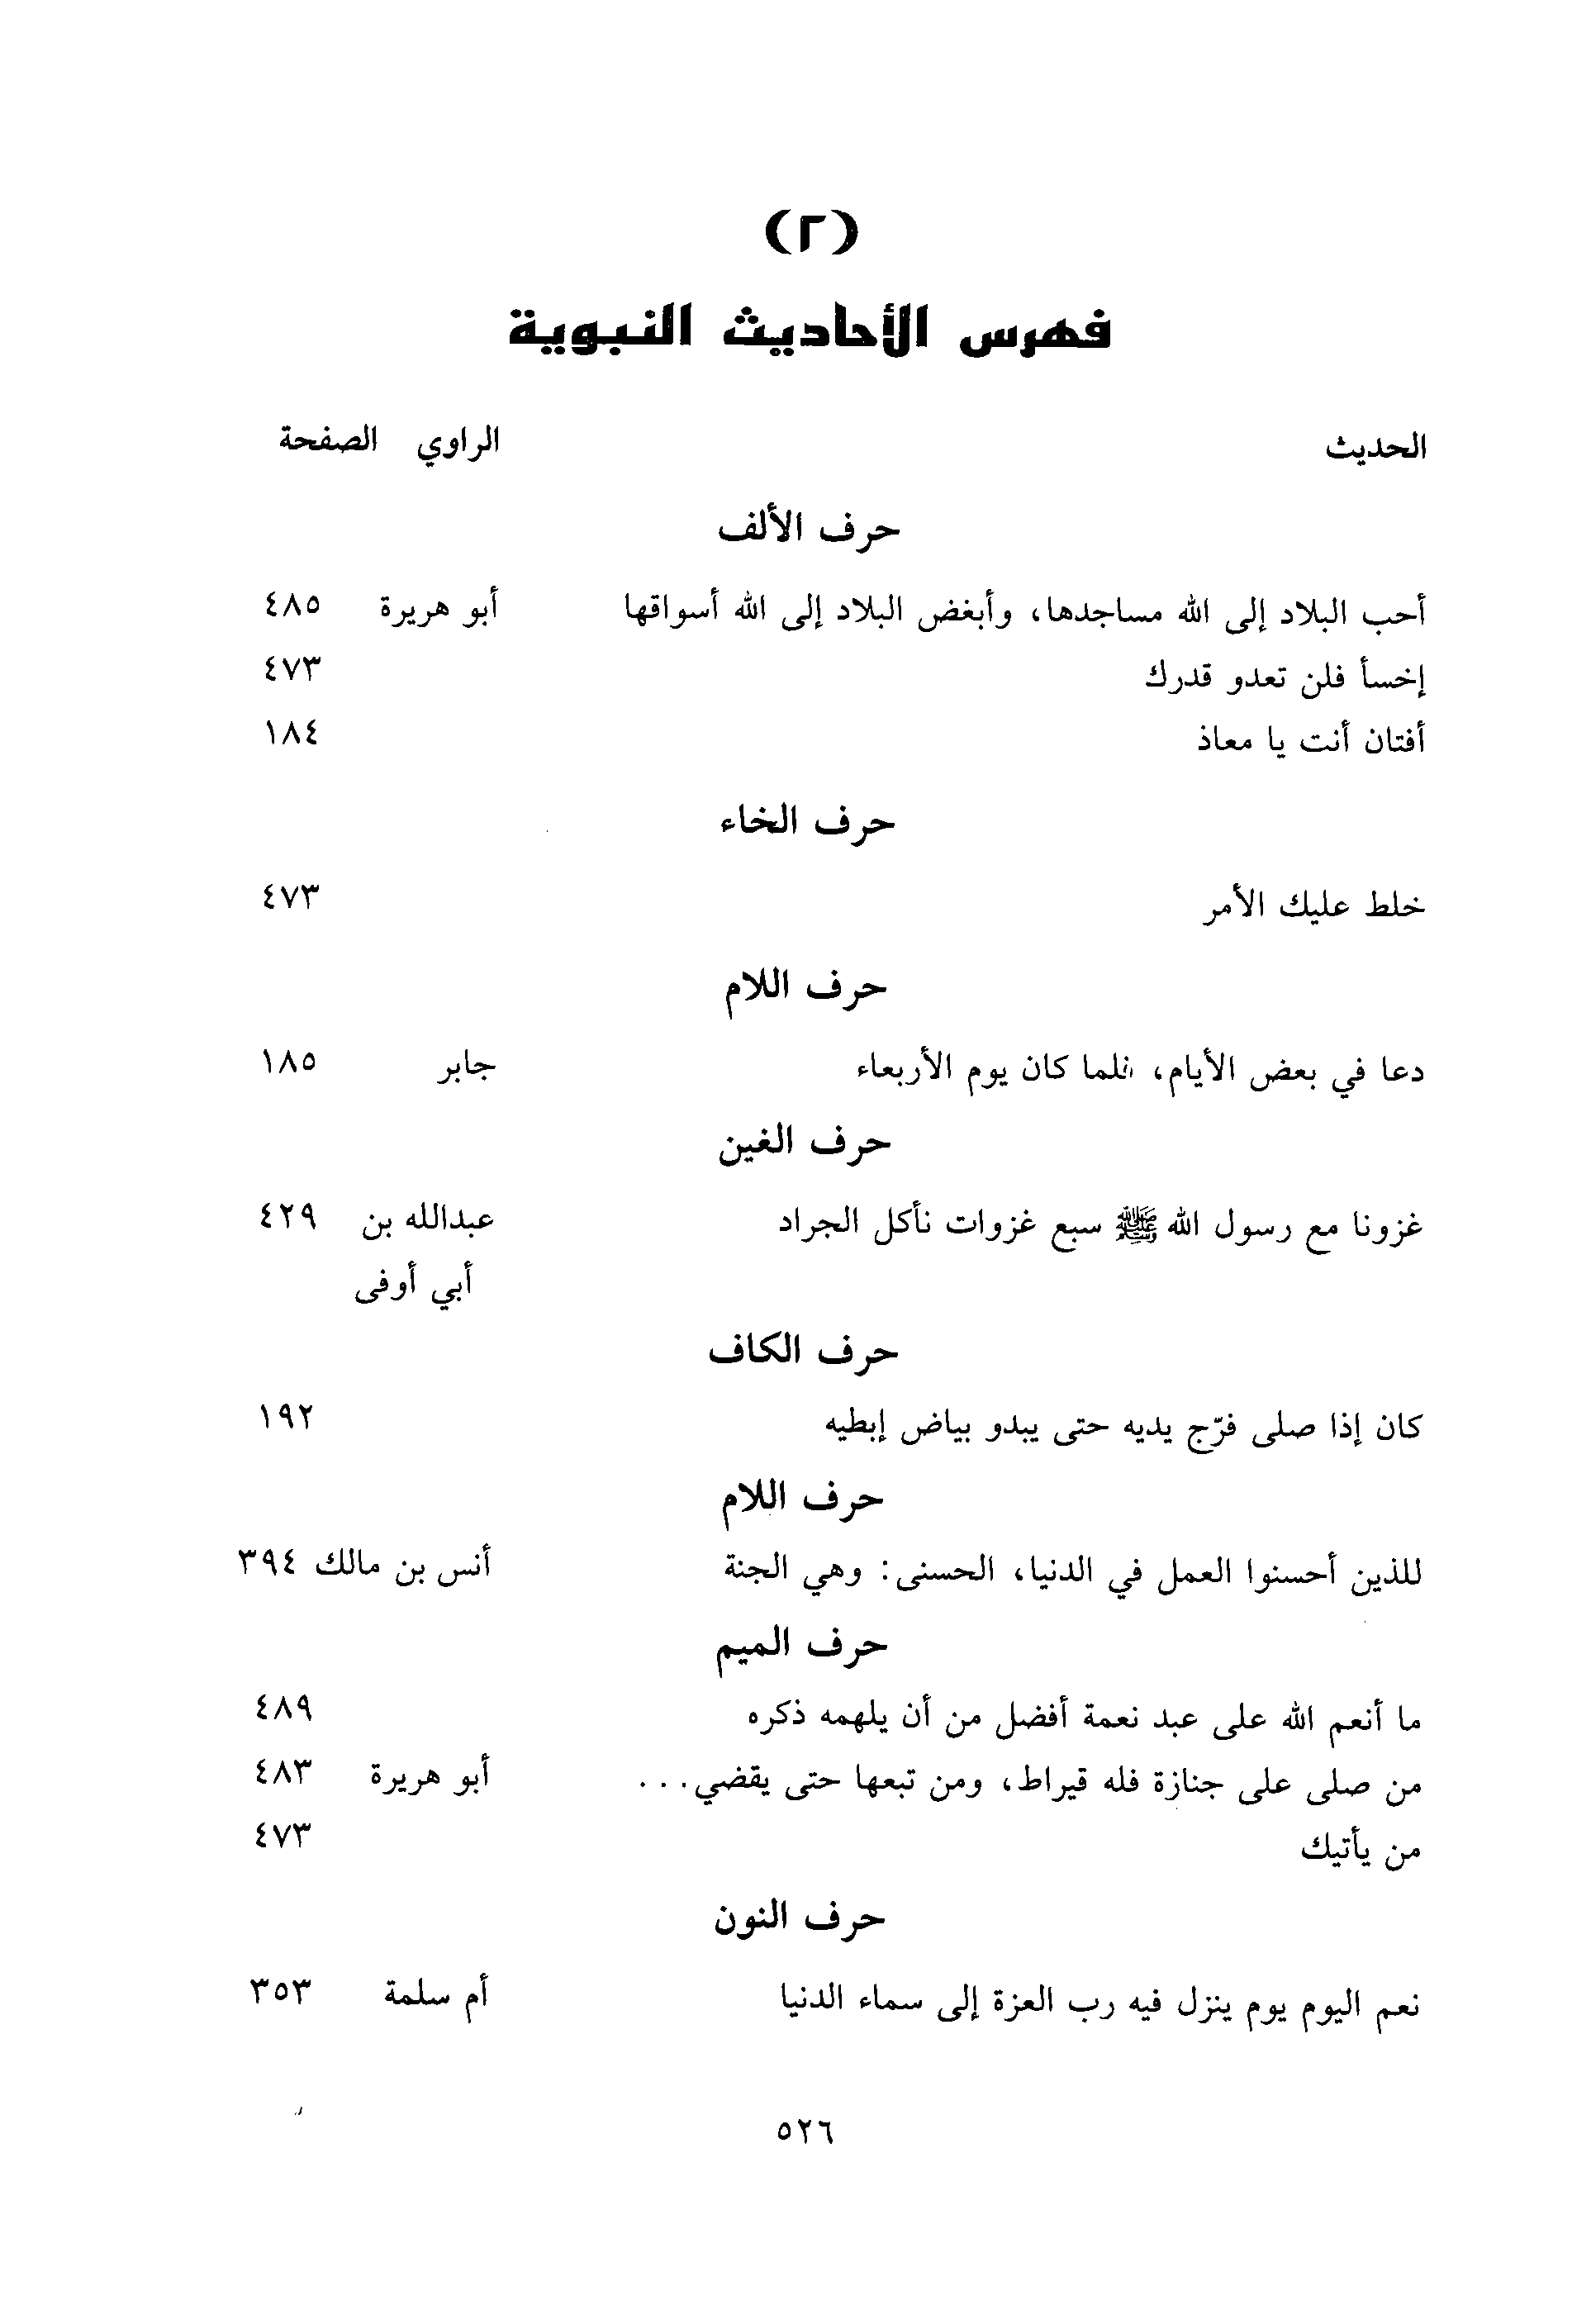 (٢)
فهرس الأحاديث النبوية
الحديث الراوي الصفحة
حرف الألف
أحب البلاد إلى الله مساجدها، وأبغض البلاد إلى الله أسواقها أبو هريرة ٤٨٥
إخسأ فلن تعدو قدرك ٤٧٣
أفتان أنت يا معاذ ١٨٤
حرف الخاء
خلط عليك الأمر ٤٧٣
حرف اللام
دعا في بعض الأيام، فلما كان يوم الأربعاء جابر ١٨٥
حرف الغين
غزونا مع رسول الله ﷺ سبع غزوات نأكل الجراد عبدالله بن ٤٢٩
أبي أوفى
حرف الكاف
كان إذا صلى فرّج يديه حتى يبدو بياض إبطيه ١٩٢
حرف اللام
للذين أحسنوا العمل في الدنيا، الحسنى: وهي الجنة أنس بن مالك ٣٩٤
حرف الميم
ما أنعم الله على عبد نعمة أفضل من أن يلهمه ذكره ٤٨٩
من صلى على جنازة فله قيراط، ومن تبعها حتى يقضي... أبو هريرة ٤٨٣
من يأتيك ٤٧٣
حرف النون
نعم اليوم يوم ينزل فيه رب العزة إلى سماء الدنيا أم سلمة ٣٥٣
٥٢٦